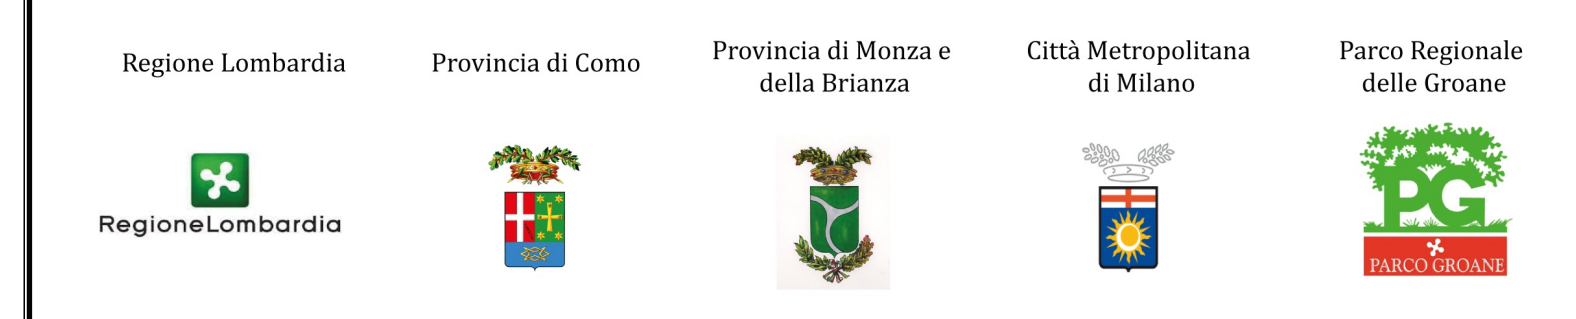 Regione Lombardia
Provincia di Como
Provincia di Monza e
della Brianza
Città Metropolitana
di Milano
Parco Regionale
delle Groane
RegioneLombardia
PG
PARCO GROANE